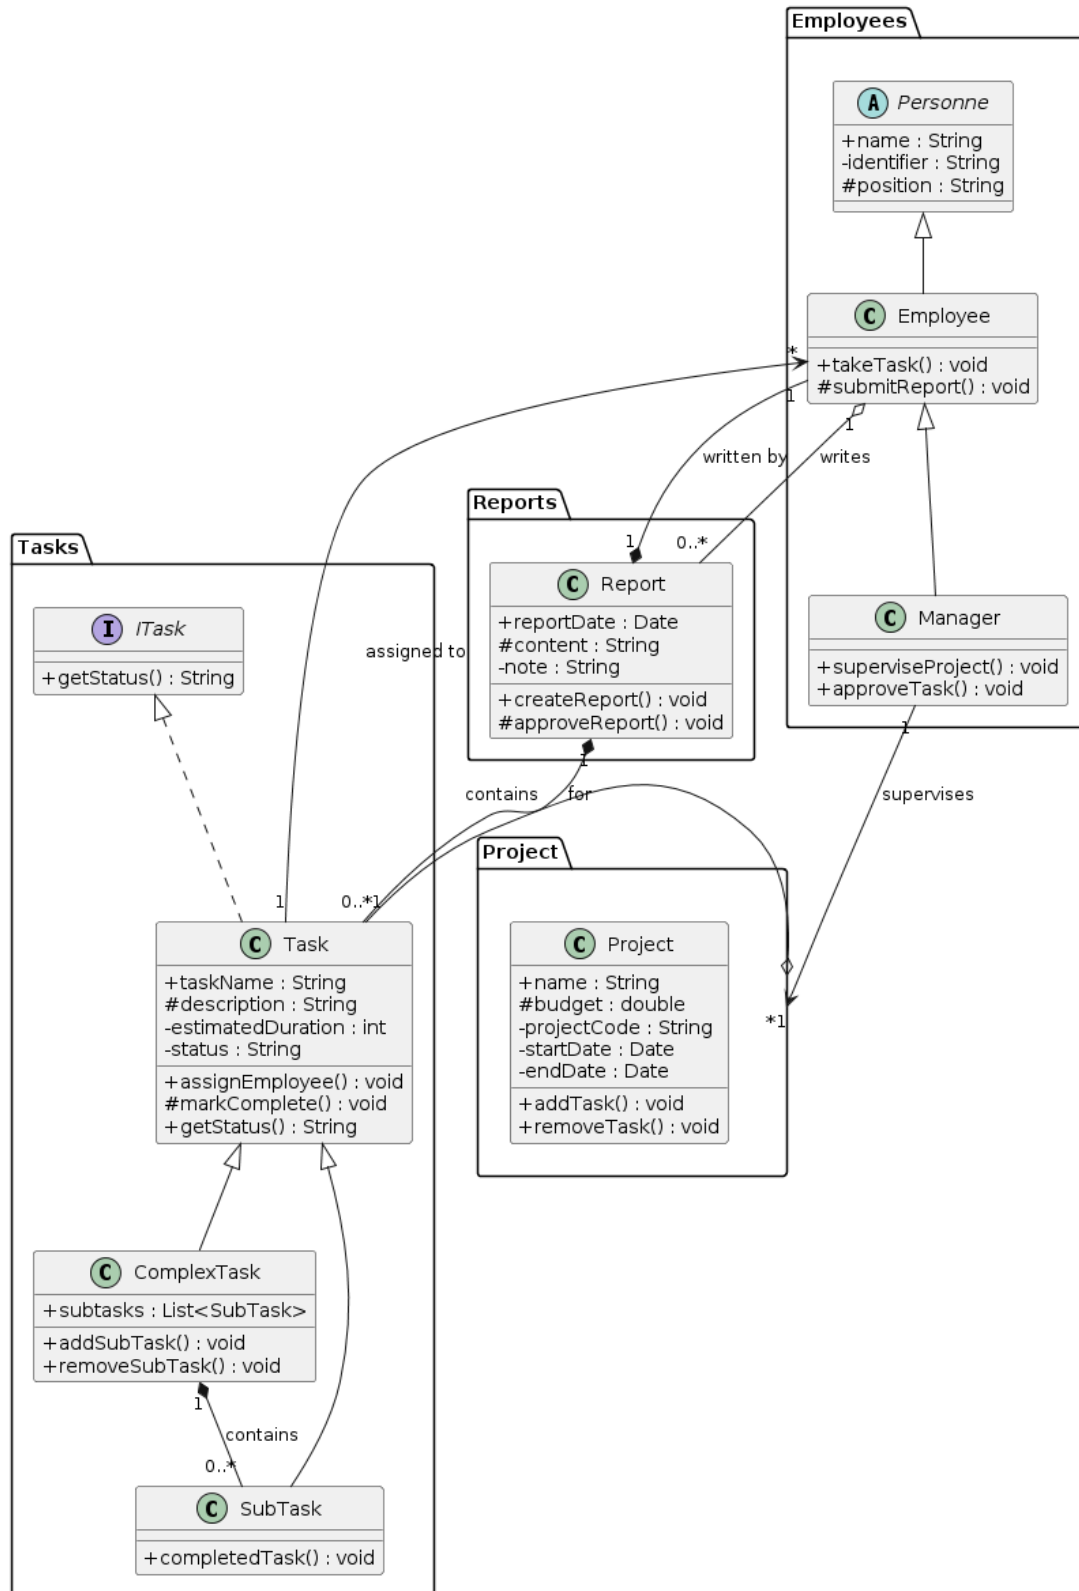 Employees
A Personne
+name : String
-identifier : String
#position : String
C Employee
+takeTask() : void
#submitReport() : void
*
1
1
written by
writes
Reports
1
0..*
C Report
+reportDate : Date
#content : String
-note : String
+createReport() : void
#approveReport() : void
1
C Manager
+superviseProject() : void
+approveTask() : void
1
supervises
Tasks
I ITask
+getStatus() : String
assigned to
contains
for
1
0..*
1
C Task
+taskName : String
#description : String
-estimatedDuration : int
-status : String
+assignEmployee() : void
#markComplete() : void
+getStatus() : String
Project
C Project
+name : String
#budget : double
-projectCode : String
-startDate : Date
-endDate : Date
+addTask() : void
+removeTask() : void
*1
C ComplexTask
+subtasks : List<SubTask>
+addSubTask() : void
+removeSubTask() : void
1
contains
0..*
C SubTask
+completedTask() : void